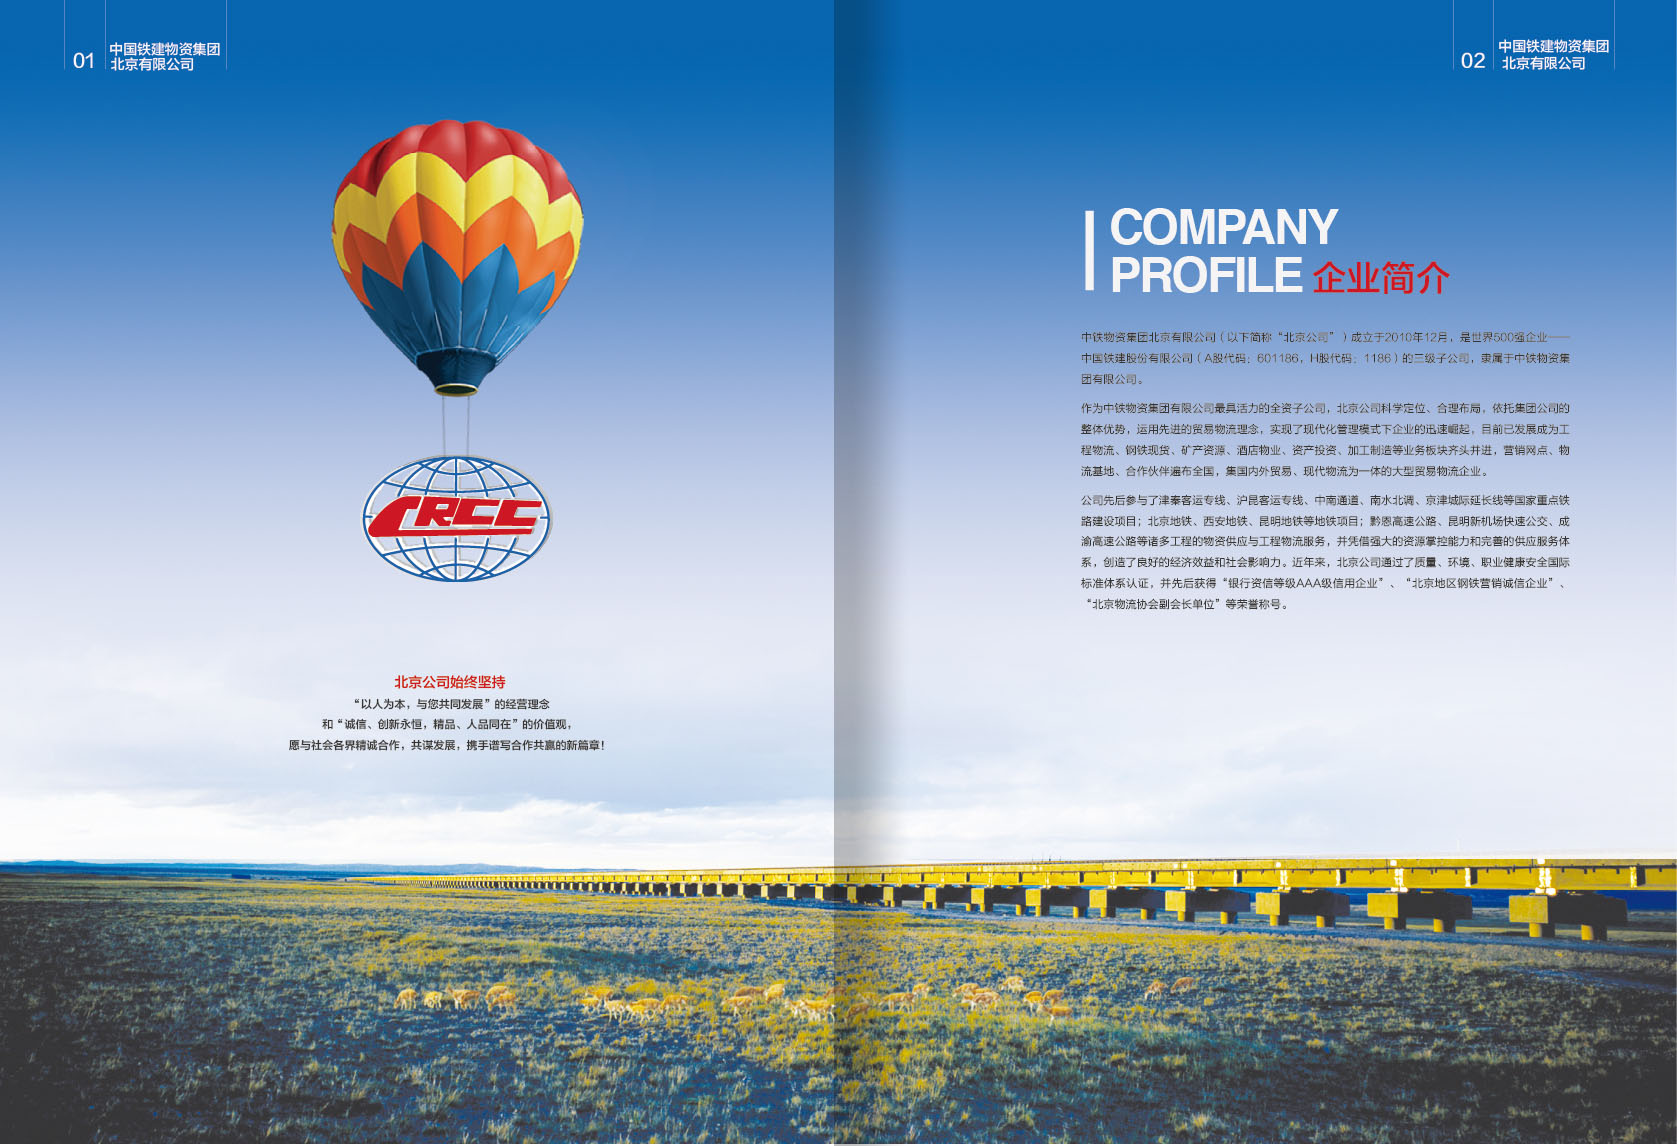 01
中国铁建物资集团
北京有限公司
CRCC
北京公司始终坚持
“以人为本，与您共同发展”的经营理念
和“诚信、创新永恒，精品、人品同在”的价值观，
愿与社会各界精诚合作，共谋发展，携手谱写合作共赢的新篇章！
02
中国铁建物资集团
北京有限公司
COMPANY
PROFILE 企业简介
中铁物资集团北京有限公司（以下简称“北京公司”）成立于2010年12月，是世界500强企业——
中国铁建股份有限公司（A股代码：601186，H股代码：1186）的三级子公司，隶属于中铁物资集
团有限公司。
作为中铁物资集团有限公司最具活力的全资子公司，北京公司科学定位、合理布局，依托集团公司的
整体优势，运用先进的贸易物流理念，实现了现代化管理模式下企业的迅速崛起，目前已发展成为工
程物流、钢铁现货、矿产资源、酒店物业、资产投资、加工制造等业务板块齐头并进，营销网点、物
流基地、合作伙伴遍布全国，集国内外贸易、现代物流为一体的大型贸易物流企业。
公司先后参与了津秦客运专线、沪昆客运专线、中南通道、南水北调、京津城际延长线等国家重点铁
路建设项目；北京地铁、西安地铁、昆明地铁等地铁项目；黔恩高速公路、昆明新机场快速公交、成
渝高速公路等诸多工程的物资供应与工程物流服务，并凭借强大的资源掌控能力和完善的供应服务体
系，创造了良好的经济效益和社会影响力。近年来，北京公司通过了质量、环境、职业健康安全国际
标准体系认证，并先后获得“银行资信等级AAA级信用企业”、“北京地区钢铁营销诚信企业”、
“北京物流协会副会长单位”等荣誉称号。